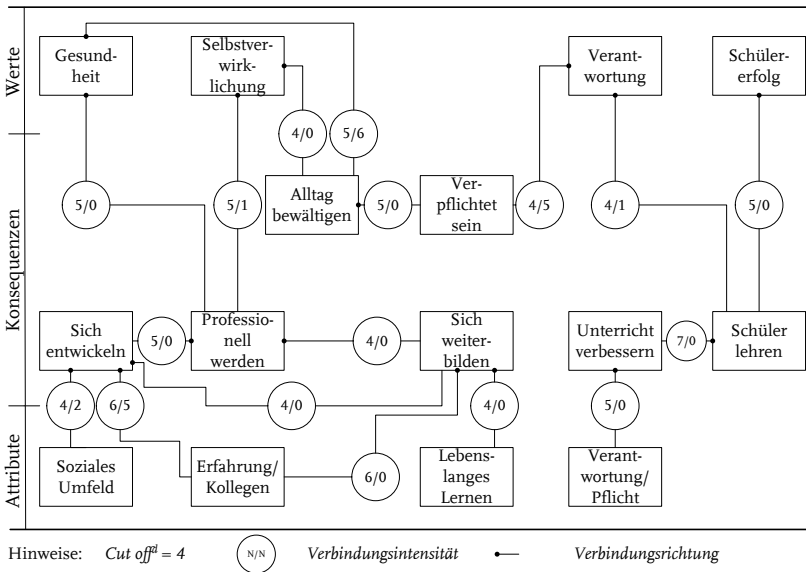 Werte
Gesund-
heit
Selbstver-
wirk-
lichung
Verant-
wortung
Schüler-
erfolg
4/0
5/6
Konsequenzen
5/0
5/1
Alltag
bewältigen
5/0
Ver-
pflichtet
sein
4/5
4/1
5/0
Sich
entwickeln
5/0
Professio-
nell
werden
4/0
Sich
weiter-
bilden
Unterricht
verbessern
7/0
Schüler
lehren
4/2
6/5
4/0
4/0
5/0
Attribute
Soziales
Umfeld
Erfahrung/
Kollegen
6/0
Lebens-
langes
Lernen
Verant-
wortung/
Pflicht
Hinweise: Cut off = 4 N/N Verbindungsintensität Verbindungsrichtung